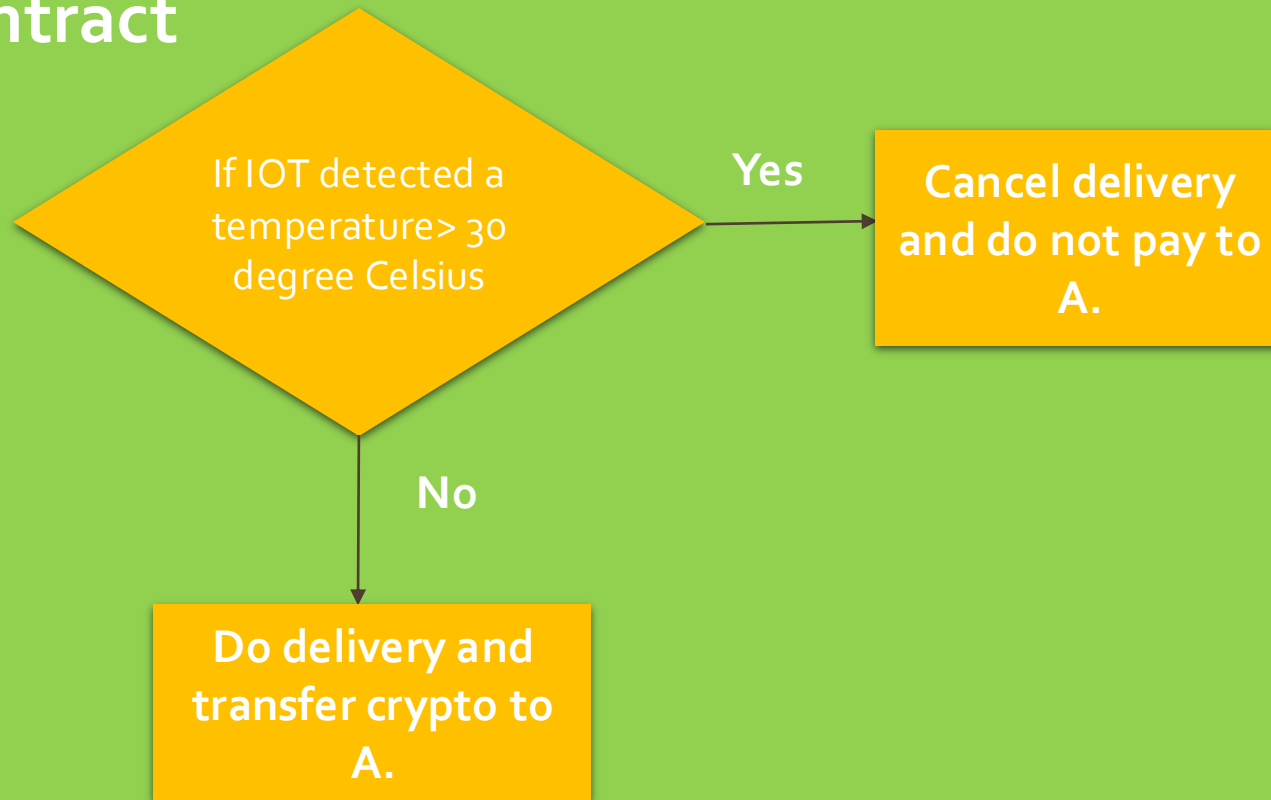 ntract
If IOT detected a
temperature> 30
degree Celsius
Yes
Cancel delivery
and do not pay to
A.
No
Do delivery and
transfer crypto to
A.